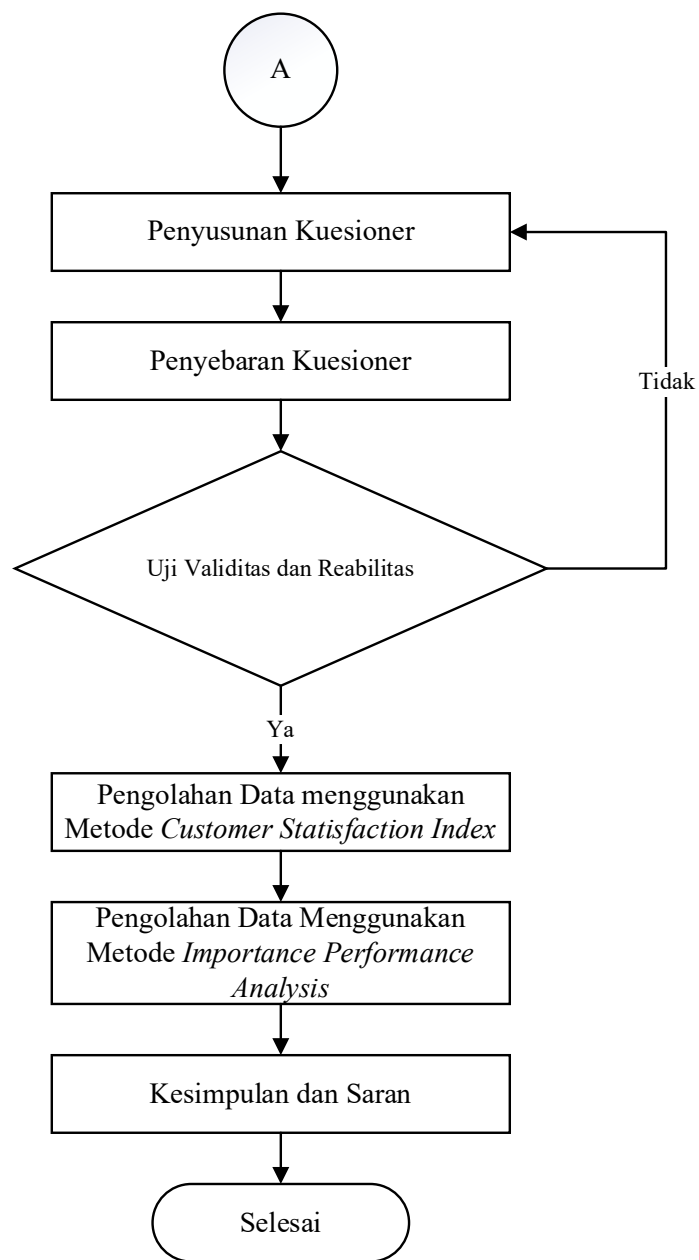 A
Penyusunan Kuesioner
Penyebaran Kuesioner
Tidak
Uji Validitas dan Reabilitas
Ya
Pengolahan Data menggunakan
Metode Customer Statisfaction Index
Pengolahan Data Menggunakan
Metode Importance Performance
Analysis
Kesimpulan dan Saran
Selesai